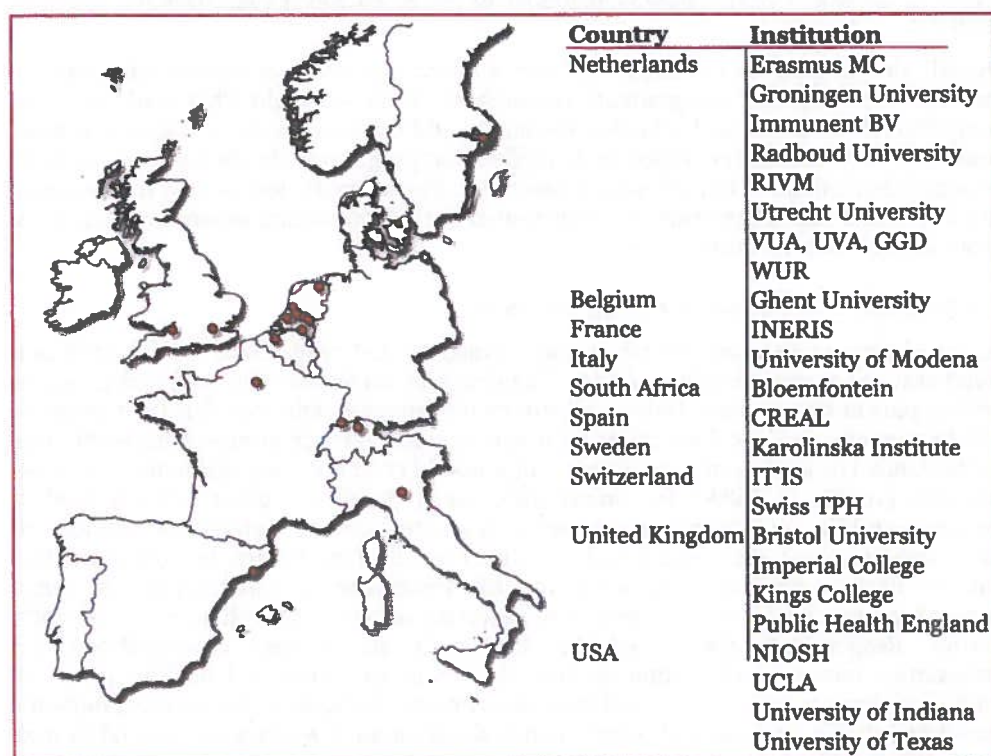 Country Institution
Netherlands Erasmus MC
Groningen University
Immunent BV
Radboud University
RIVM
Utrecht University
VUA, UVA, GGD
WUR
Belgium Ghent University
France INERIS
Italy University of Modena
South Africa Bloemfontein
Spain CREAL
Sweden Karolinska Institute
Switzerland IT'IS
Swiss TPH
United Kingdom Bristol University
Imperial College
Kings College
Public Health England
USA NIOSH
UCLA
University of Indiana
University of Texas